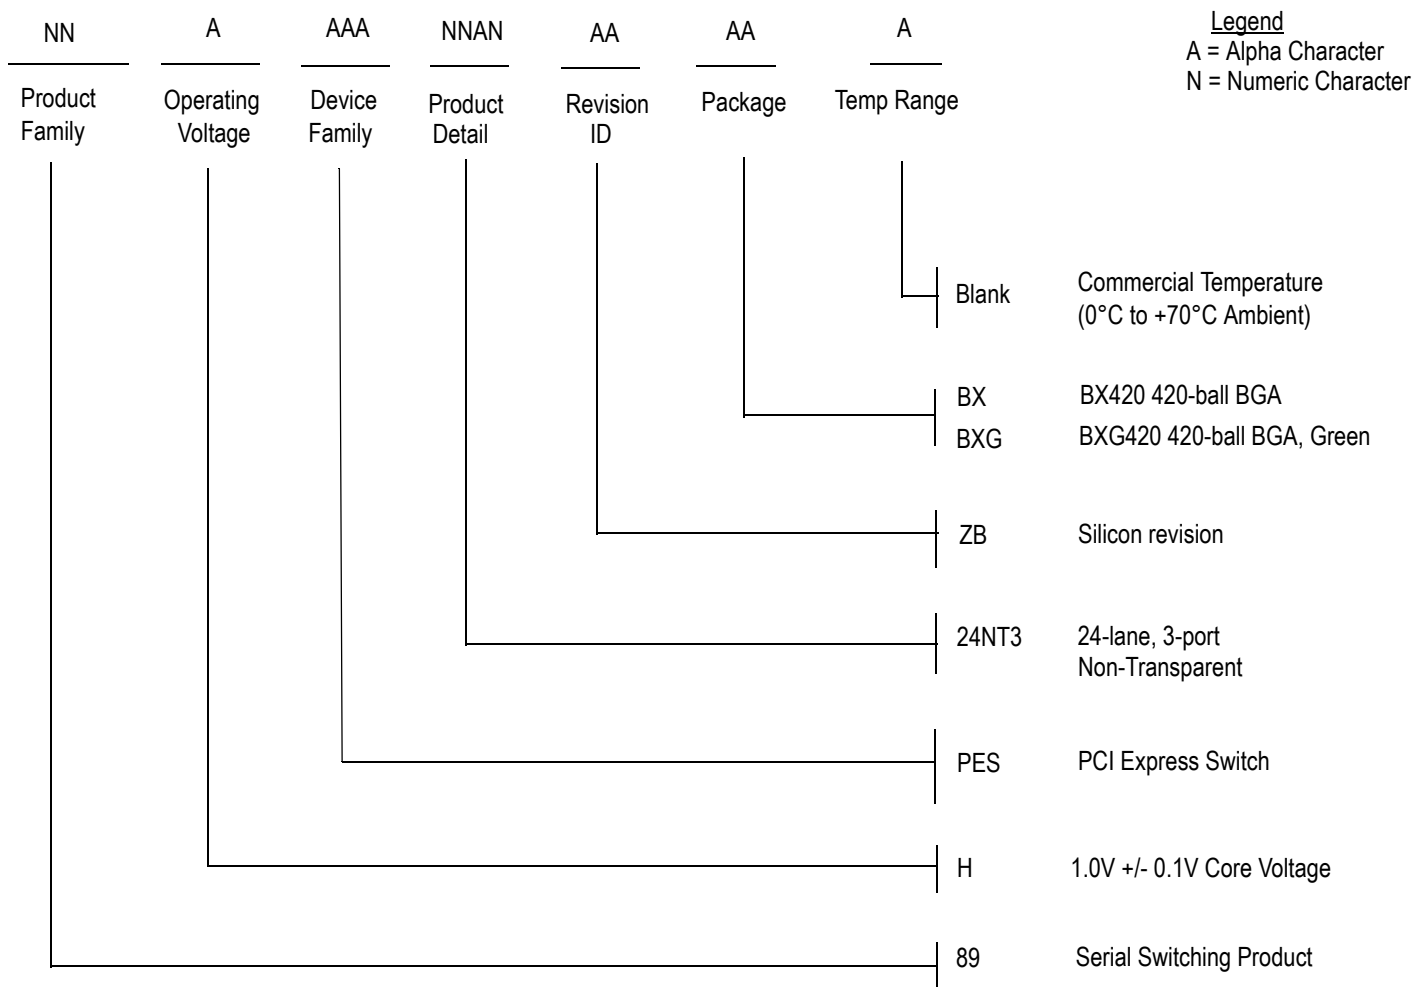 NN A AAA NNAN AA AA A
Product Family
Operating Voltage
Device Family
Product Detail
Revision ID
Package
Temp Range
Legend
A = Alpha Character
N = Numeric Character
Blank Commercial Temperature
(0°C to +70°C Ambient)
BX BX420 420-ball BGA
BXG BXG420 420-ball BGA, Green
ZB Silicon revision
24NT3 24-lane, 3-port
Non-Transparent
PES PCI Express Switch
H 1.0V +/- 0.1V Core Voltage
89 Serial Switching Product